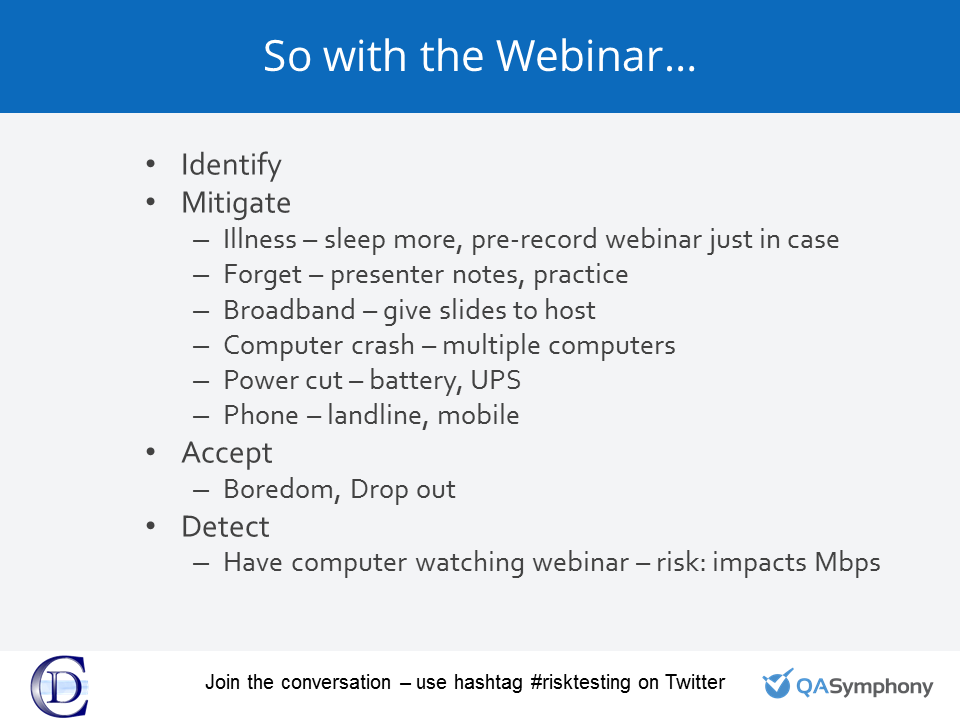 So with the Webinar…
• Identify
• Mitigate
– Illness – sleep more, pre-record webinar just in case
– Forget – presenter notes, practice
– Broadband – give slides to host
– Computer crash – multiple computers
– Power cut – battery, UPS
– Phone – landline, mobile
• Accept
– Boredom, Drop out
• Detect
– Have computer watching webinar – risk: impacts Mbps
CD
Join the conversation – use hashtag #risktesting on Twitter
QASymphony